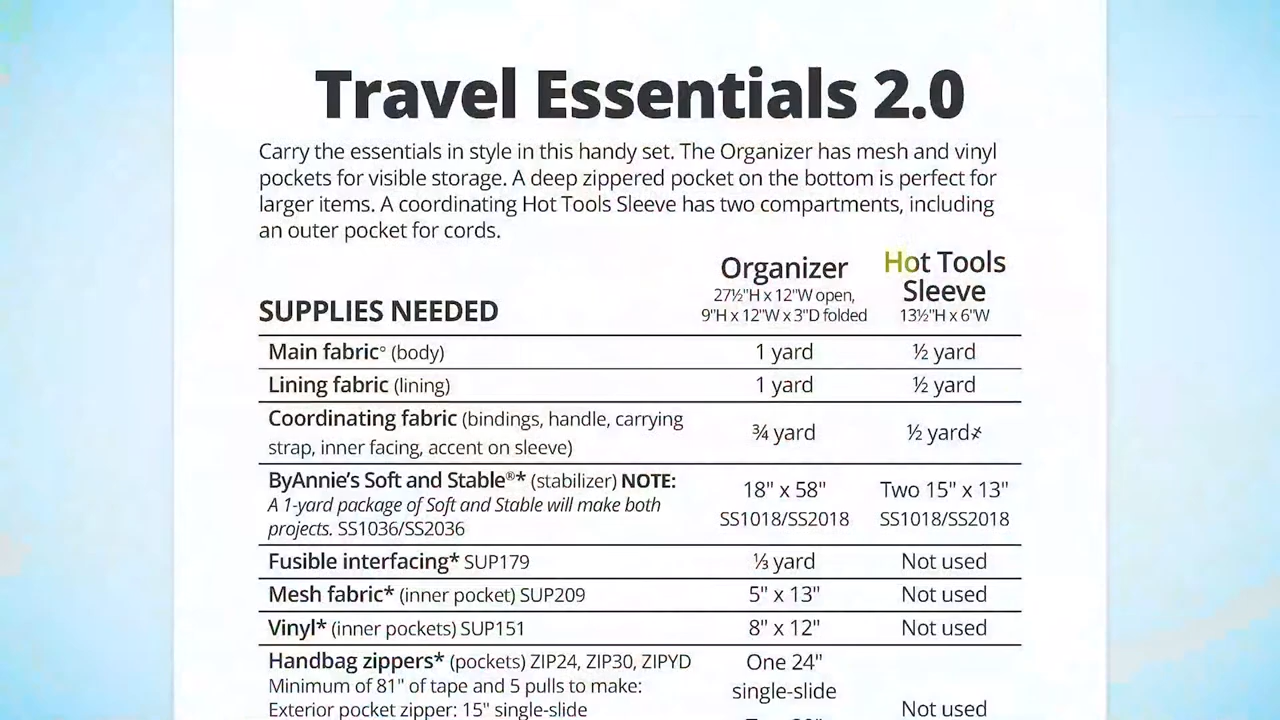 Travel Essentials 2.0
Carry the essentials in style in this handy set. The Organizer has mesh and vinyl
pockets for visible storage. A deep zippered pocket on the bottom is perfect for
larger items. A coordinating Hot Tools Sleeve has two compartments, including
an outer pocket for cords.
SUPPLIES NEEDED
Organizer
27½"H x 12"W open,
9"H x 12"W x 3"D folded
Hot Tools
Sleeve
13½"H x 6"W
Main fabric° (body) 1 yard ½ yard
Lining fabric (lining) 1 yard ½ yard
Coordinating fabric (bindings, handle, carrying
strap, inner facing, accent on sleeve)
¾ yard ½ yard≠
ByAnnie's Soft and Stable®* (stabilizer) NOTE:
A 1-yard package of Soft and Stable will make both
projects. SS1036/SS2036
18" x 58"
SS1018/SS2018
Two 15" x 13"
SS1018/SS2018
Fusible interfacing* SUP179 ⅓ yard Not used
Mesh fabric* (inner pocket) SUP209 5" x 13" Not used
Vinyl* (inner pockets) SUP151 8" x 12" Not used
Handbag zippers* (pockets) ZIP24, ZIP30, ZIPYD
Minimum of 81" of tape and 5 pulls to make:
Exterior pocket zipper: 15" single-slide
One 24"
single-slide
Not used